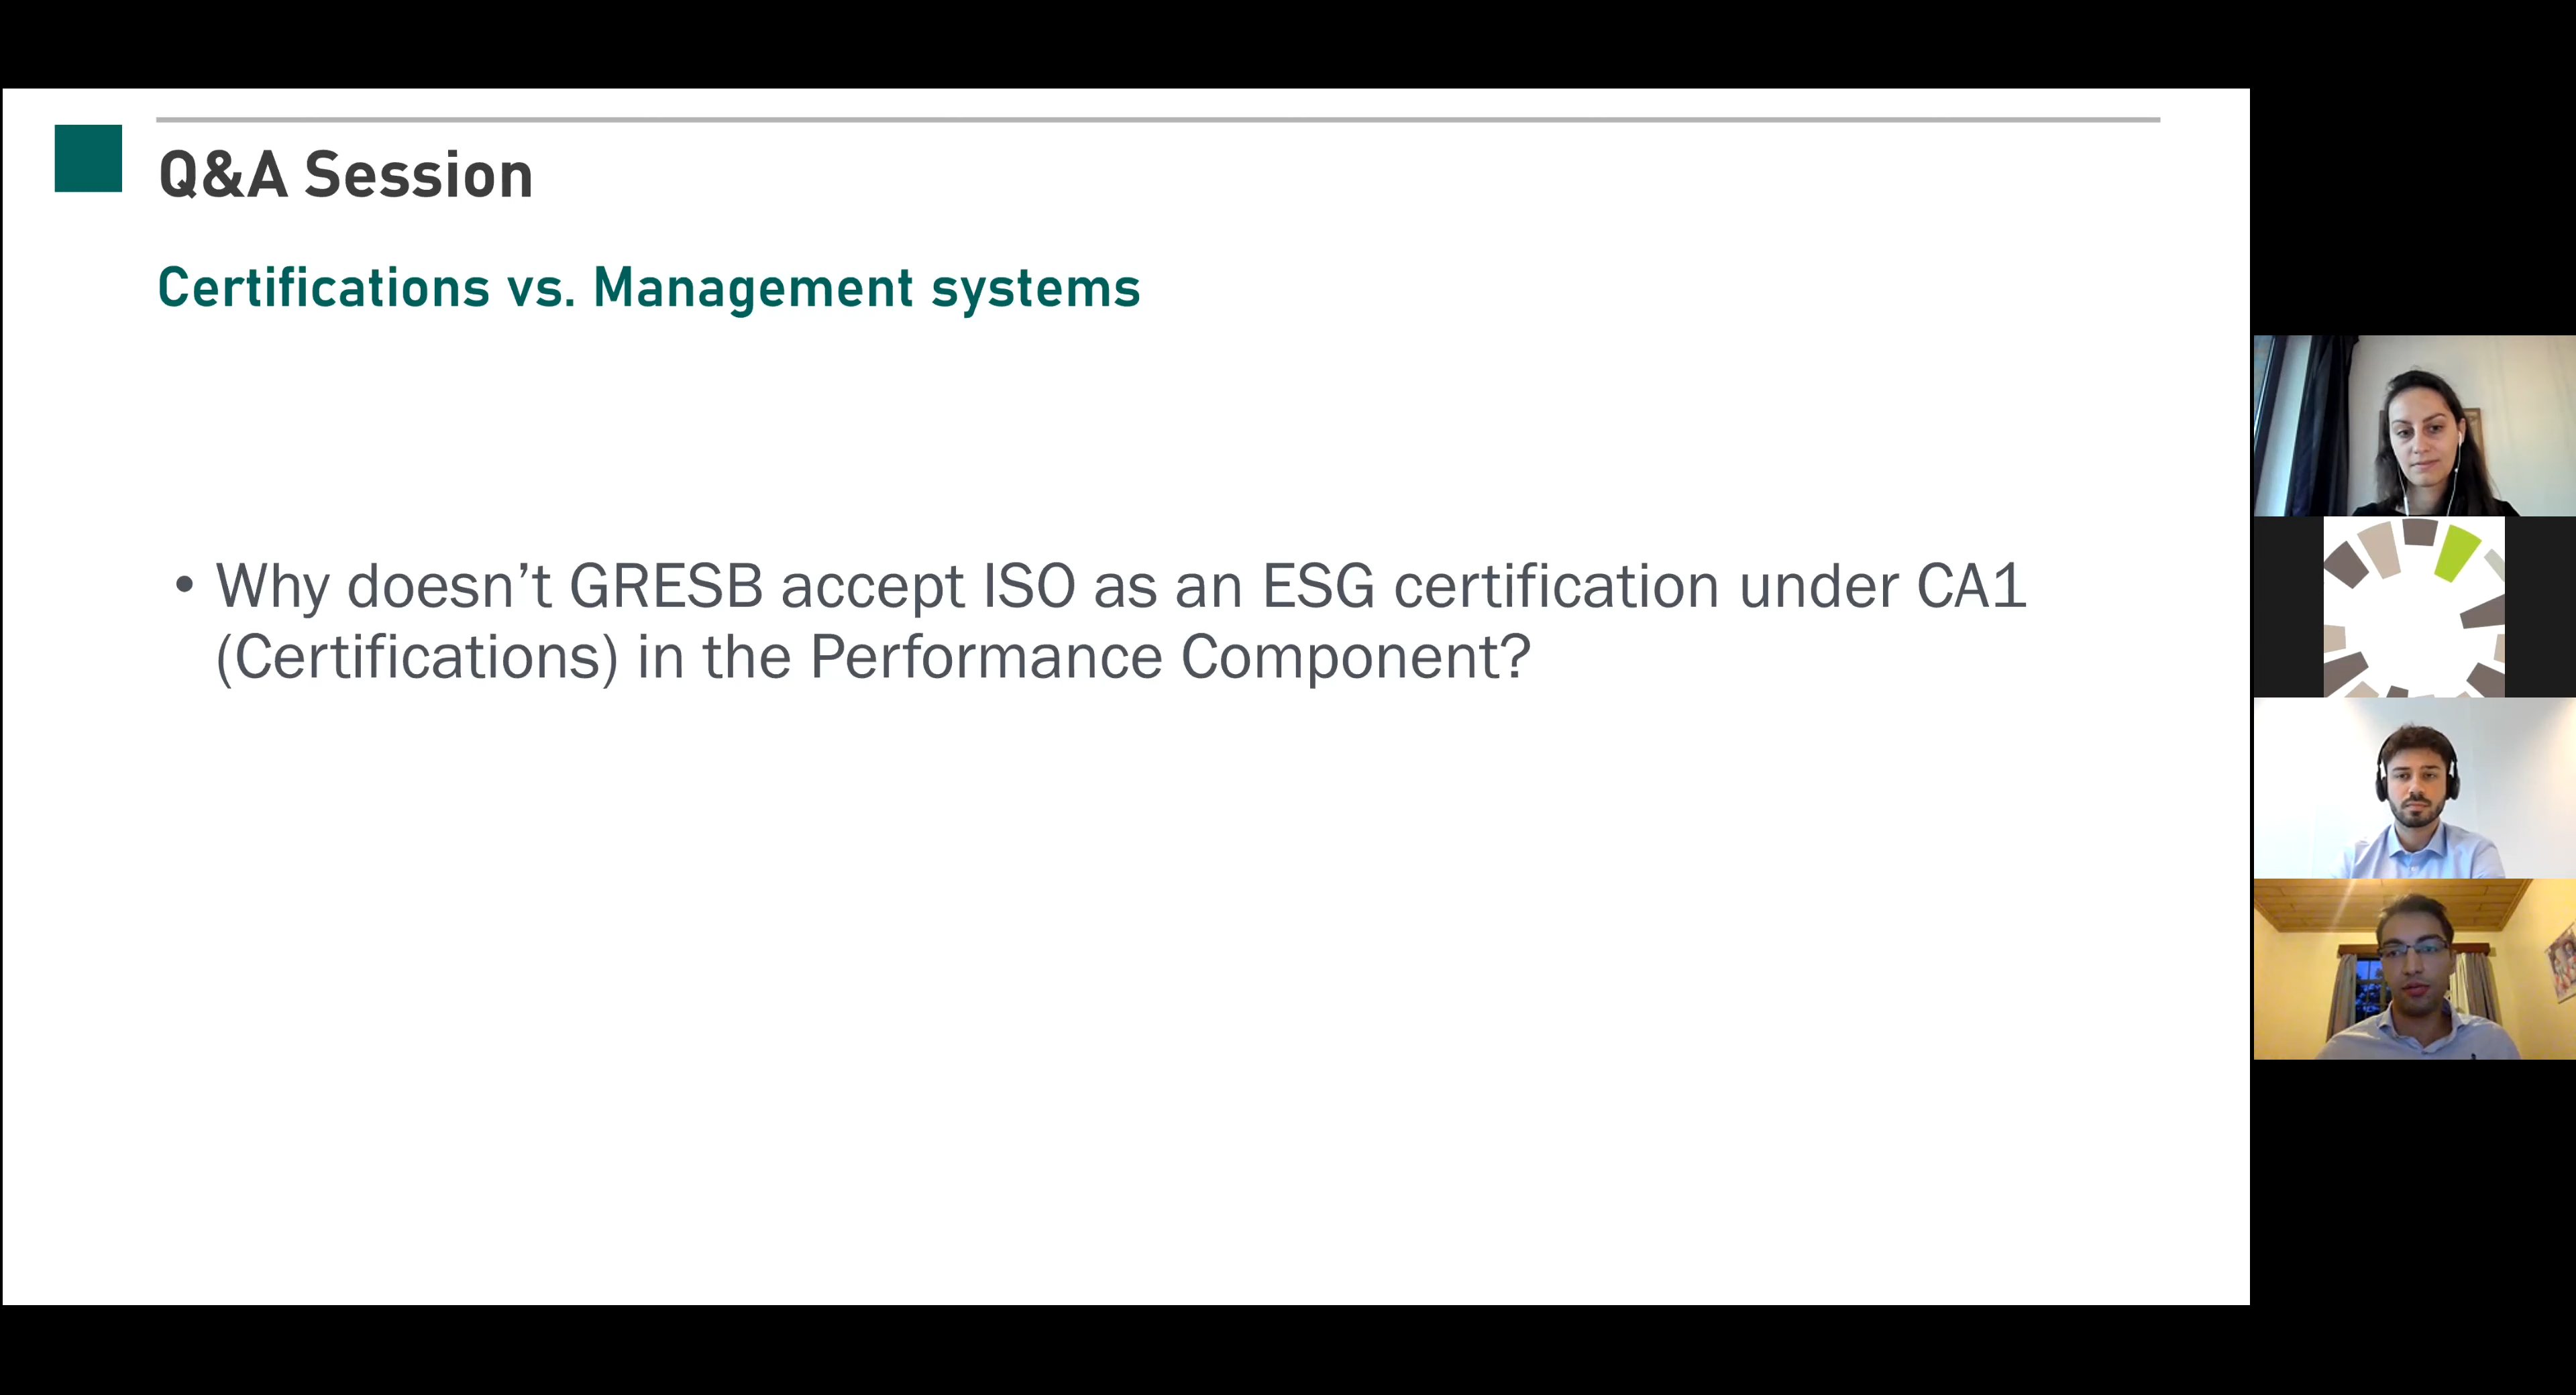 Q&A Session
Certifications vs. Management systems
• Why doesn’t GRESB accept ISO as an ESG certification under CA1
(Certifications) in the Performance Component?